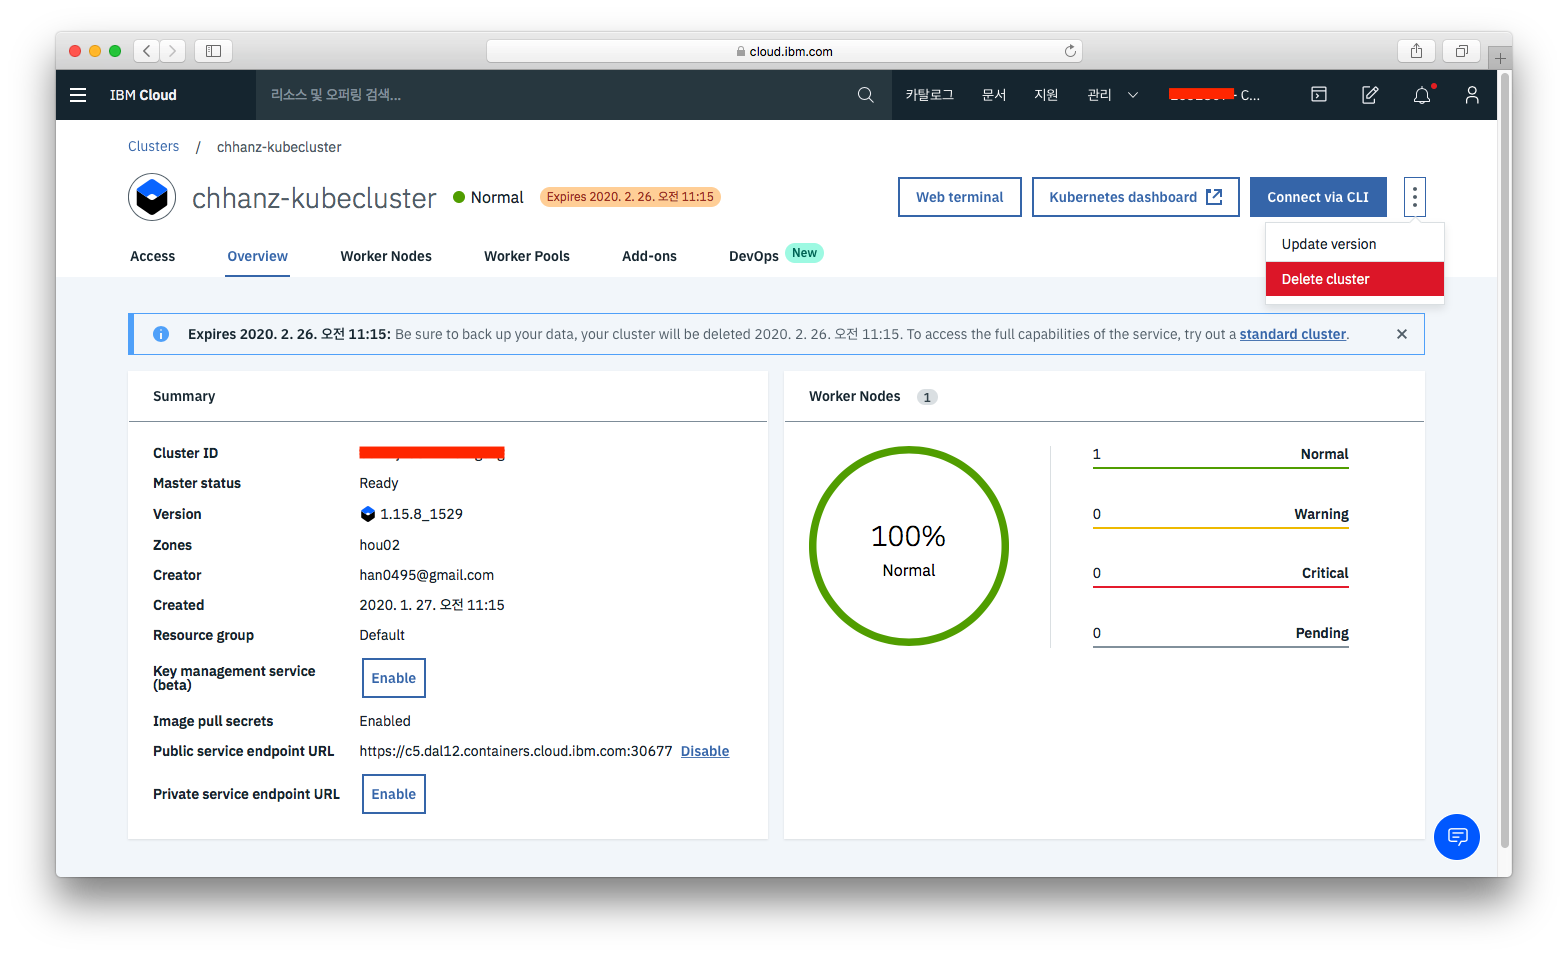 cloud.ibm.com
IBM Cloud
리소스 및 오퍼링 검색...
카탈로그
문서
지원
관리
- C...
Clusters / chhanz-kubecluster
chhanz-kubecluster
Normal
Expires 2020. 2. 26. 오전 11:15
Web terminal
Kubernetes dashboard
Connect via CLI
Update version
Delete cluster
Access
Overview
Worker Nodes
Worker Pools
Add-ons
DevOps
New
Expires 2020. 2. 26. 오전 11:15: Be sure to back up your data, your cluster will be deleted 2020. 2. 26. 오전 11:15. To access the full capabilities of the service, try out a standard cluster.
Summary
Cluster ID
Master status Ready
Version 1.15.8_1529
Zones hou02
Creator han0495@gmail.com
Created 2020. 1. 27. 오전 11:15
Resource group Default
Key management service
(beta)
Enable
Image pull secrets Enabled
Public service endpoint URL https://c5.dal12.containers.cloud.ibm.com:30677 Disable
Private service endpoint URL Enable
Worker Nodes 1
100%
Normal
1 Normal
0 Warning
0 Critical
0 Pending